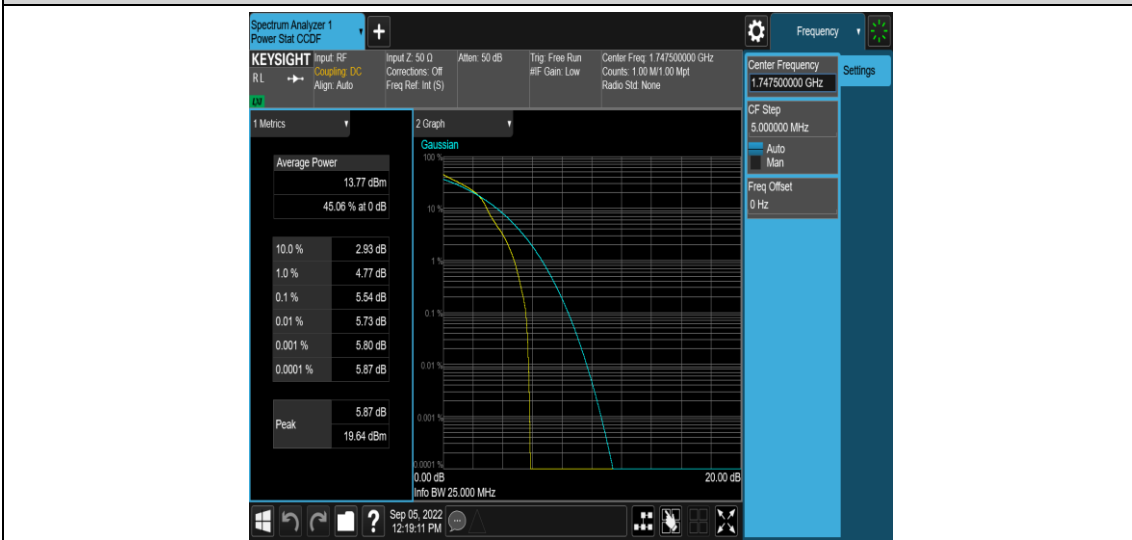 Spectrum Analyzer 1
Power Stat CCDF
+
Frequency
KEYSIGHT
RL
LXI
Input: RF
Coupling: DC
Align: Auto
Input Z: 50 Ω
Corrections: Off
Freq Ref: Int (S)
Atten: 50 dB
Trig: Free Run
#IF Gain: Low
Center Freq: 1.747500000 GHz
Counts: 1.00 M/1.00 Mpt
Radio Std: None
Center Frequency
1.747500000 GHz
Settings
CF Step
5.000000 MHz
Auto
Man
Freq Offset
0 Hz
1 Metrics
Average Power
13.77 dBm
45.06 % at 0 dB
10.0 % 2.93 dB
1.0 % 4.77 dB
0.1 % 5.54 dB
0.01 % 5.73 dB
0.001 % 5.80 dB
0.0001 % 5.87 dB
Peak
5.87 dB
19.64 dBm
2 Graph
Gaussian
100 %
10 %
1 %
0.1 %
0.01 %
0.001 %
0.0001 %
0.00 dB 20.00 dB
Info BW 25.000 MHz
?
Sep 05, 2022
12:19:11 PM